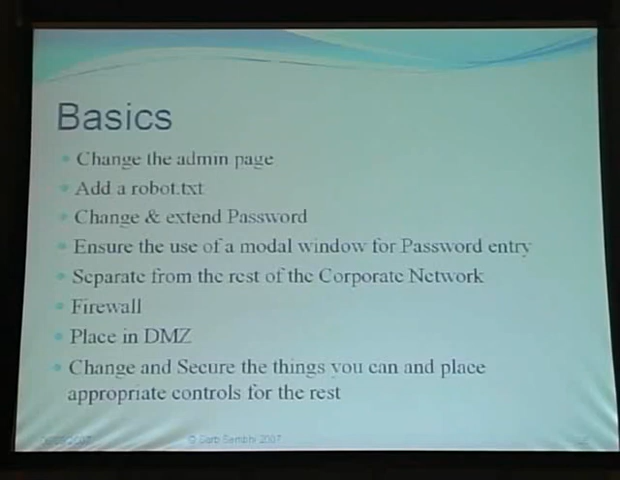 Basics
Change the admin page
Add a robot.txt
Change & extend Password
Ensure the use of a modal window for Password entry
Separate from the rest of the Corporate Network
Firewall
Place in DMZ
Change and Secure the things you can and place
appropriate controls for the rest
© Sarb Sembhi 2007